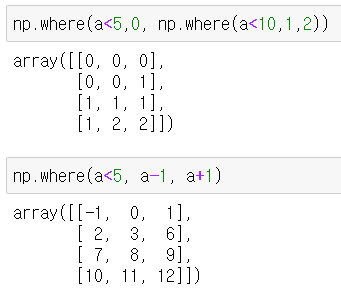 np.where(a<5,0, np.where(a<10,1,2))
array([[0, 0, 0],
       [0, 0, 1],
       [1, 1, 1],
       [1, 2, 2]])
np.where(a<5, a-1, a+1)
array([[-1,  0,  1],
       [ 2,  3,  6],
       [ 7,  8,  9],
       [10, 11, 12]])